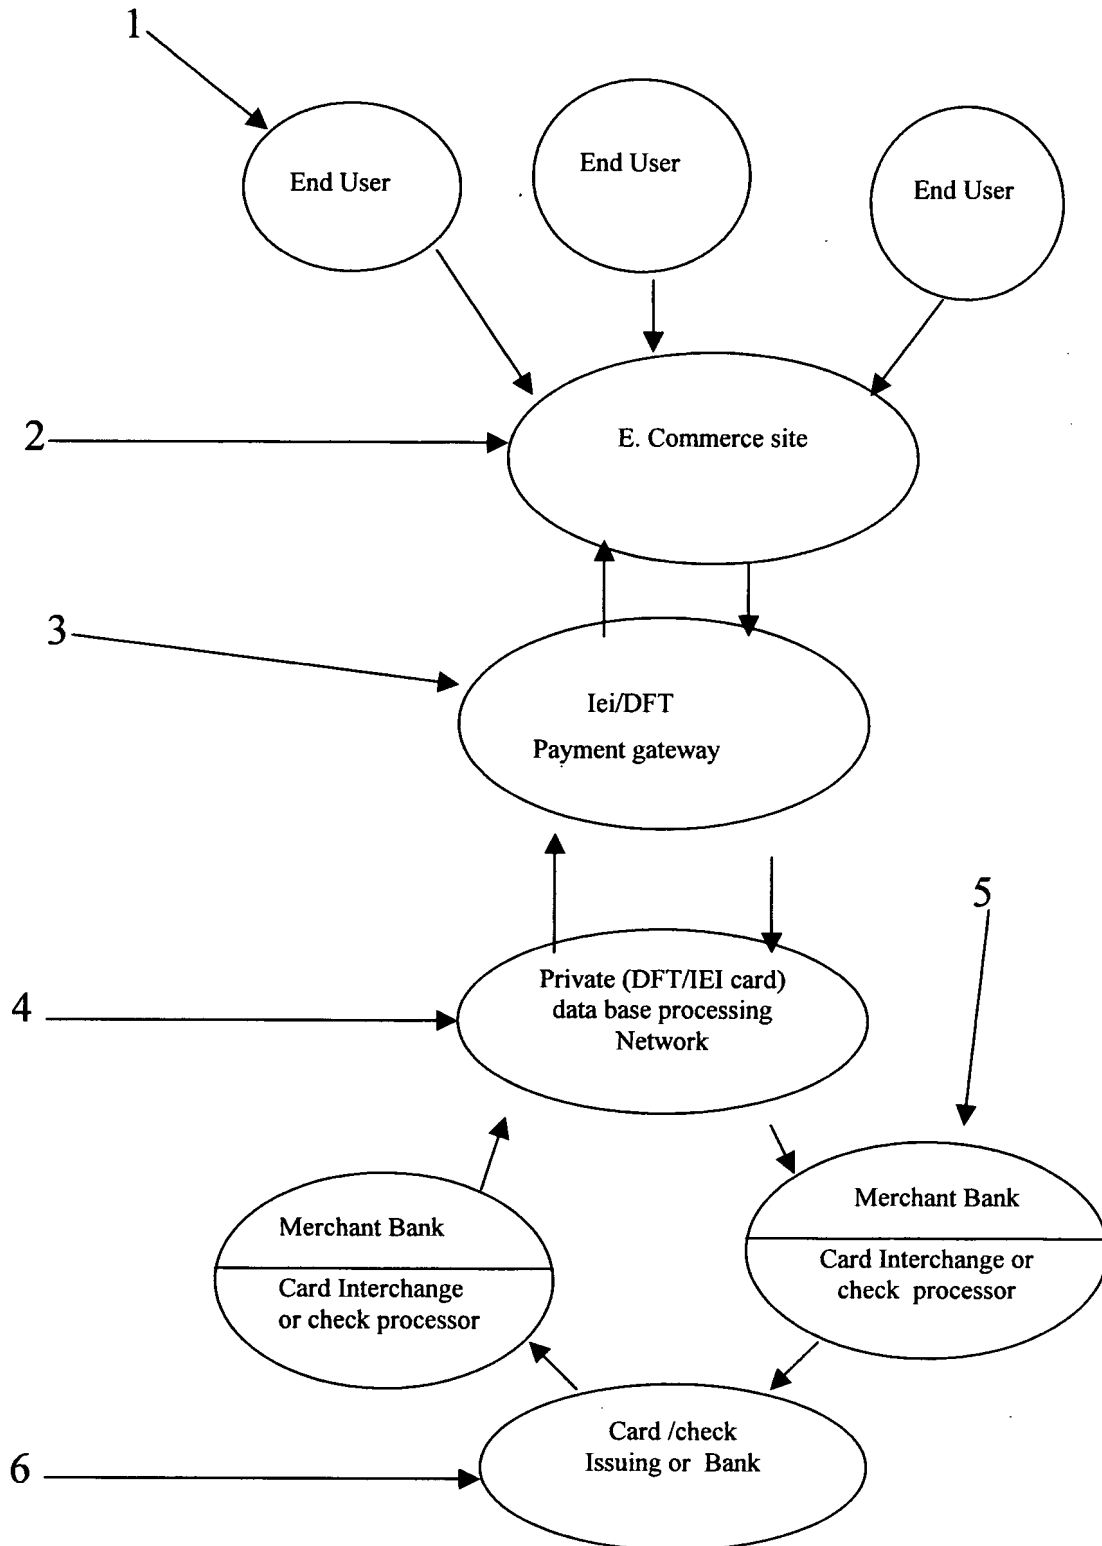 1
End User
End User
End User
2
E. Commerce site
3
Iei/DFT
Payment gateway
5
4
Private (DFT/IEI card)
data base processing
Network
Merchant Bank
Card Interchange or
check processor
Merchant Bank
Card Interchange
or check processor
6
Card /check
Issuing or Bank